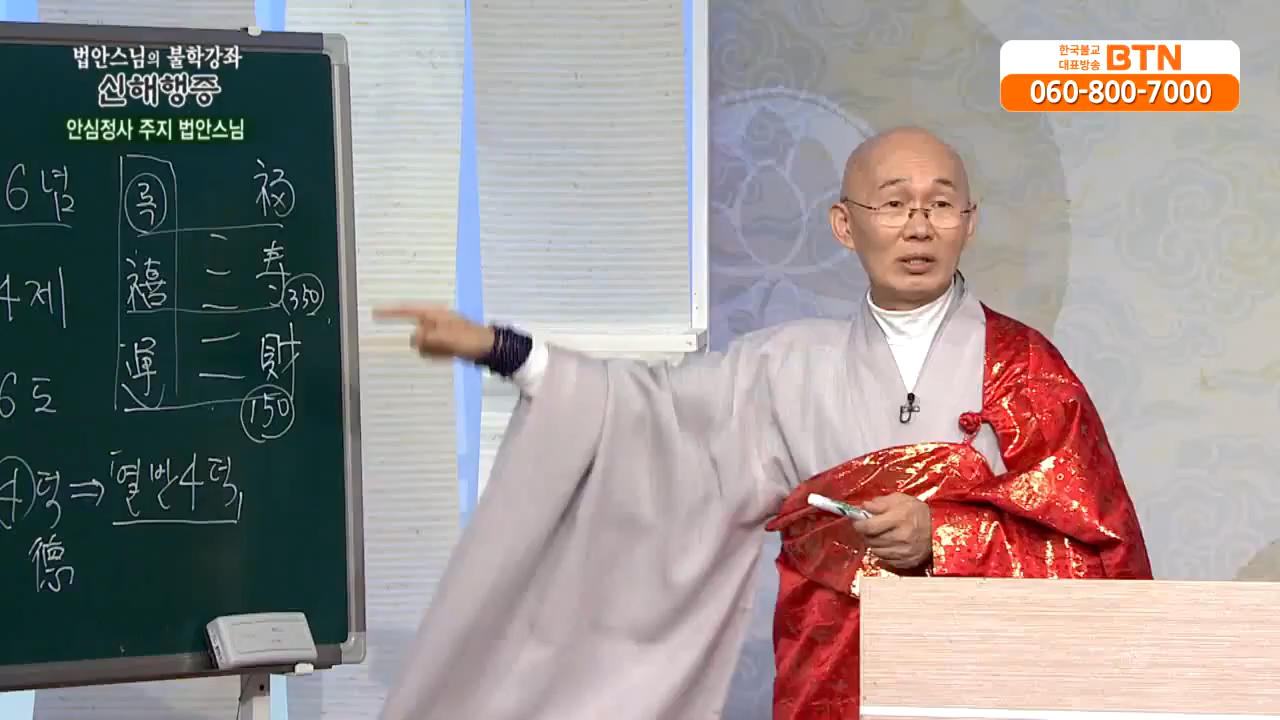 법안스님의 불학강좌
신해행증
안심정사 주지 법안스님
한국불교
대표방송 BTN
060-800-7000
6념 福
禧 二 寿
4제 350
運 二 財
6도 150
4덕 ⇒ 「열반4덕」
德